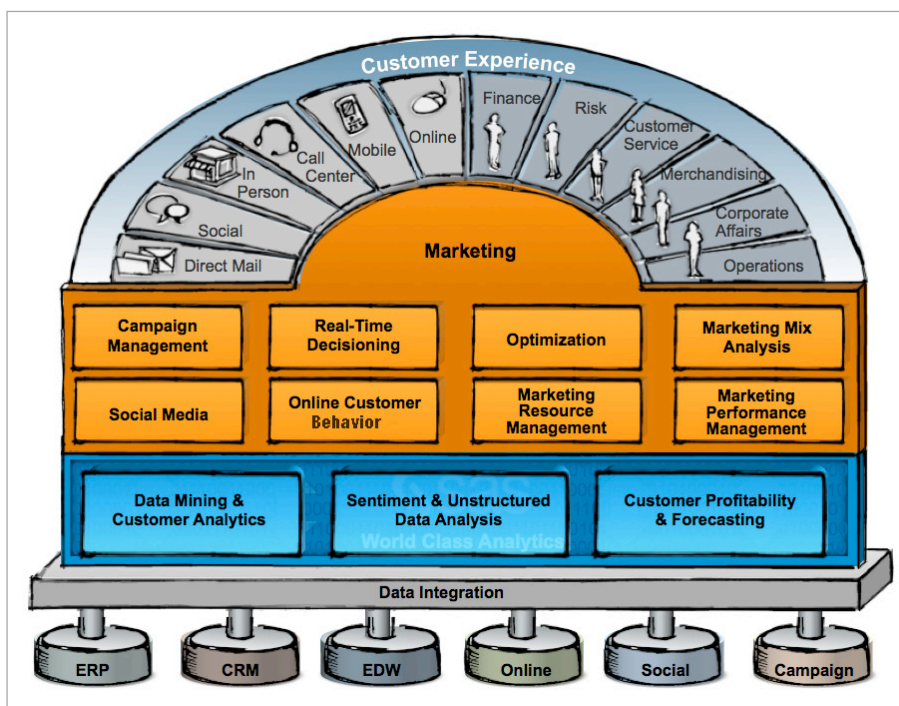 Customer Experience
Direct Mail
Social
In
Person
Call
Center
Mobile
Online
Finance
Risk
Customer
Service
Merchandising
Corporate
Affairs
Operations
Marketing
Campaign
Management
Real-Time
Decisioning
Optimization
Marketing Mix
Analysis
Social Media
Online Customer
Behavior
Marketing
Resource
Management
Marketing
Performance
Management
Data Mining &
Customer Analytics
Sentiment & Unstructured
Data Analysis
Customer Profitability
& Forecasting
sas
World Class Analytics
Data Integration
ERP
CRM
EDW
Online
Social
Campaign